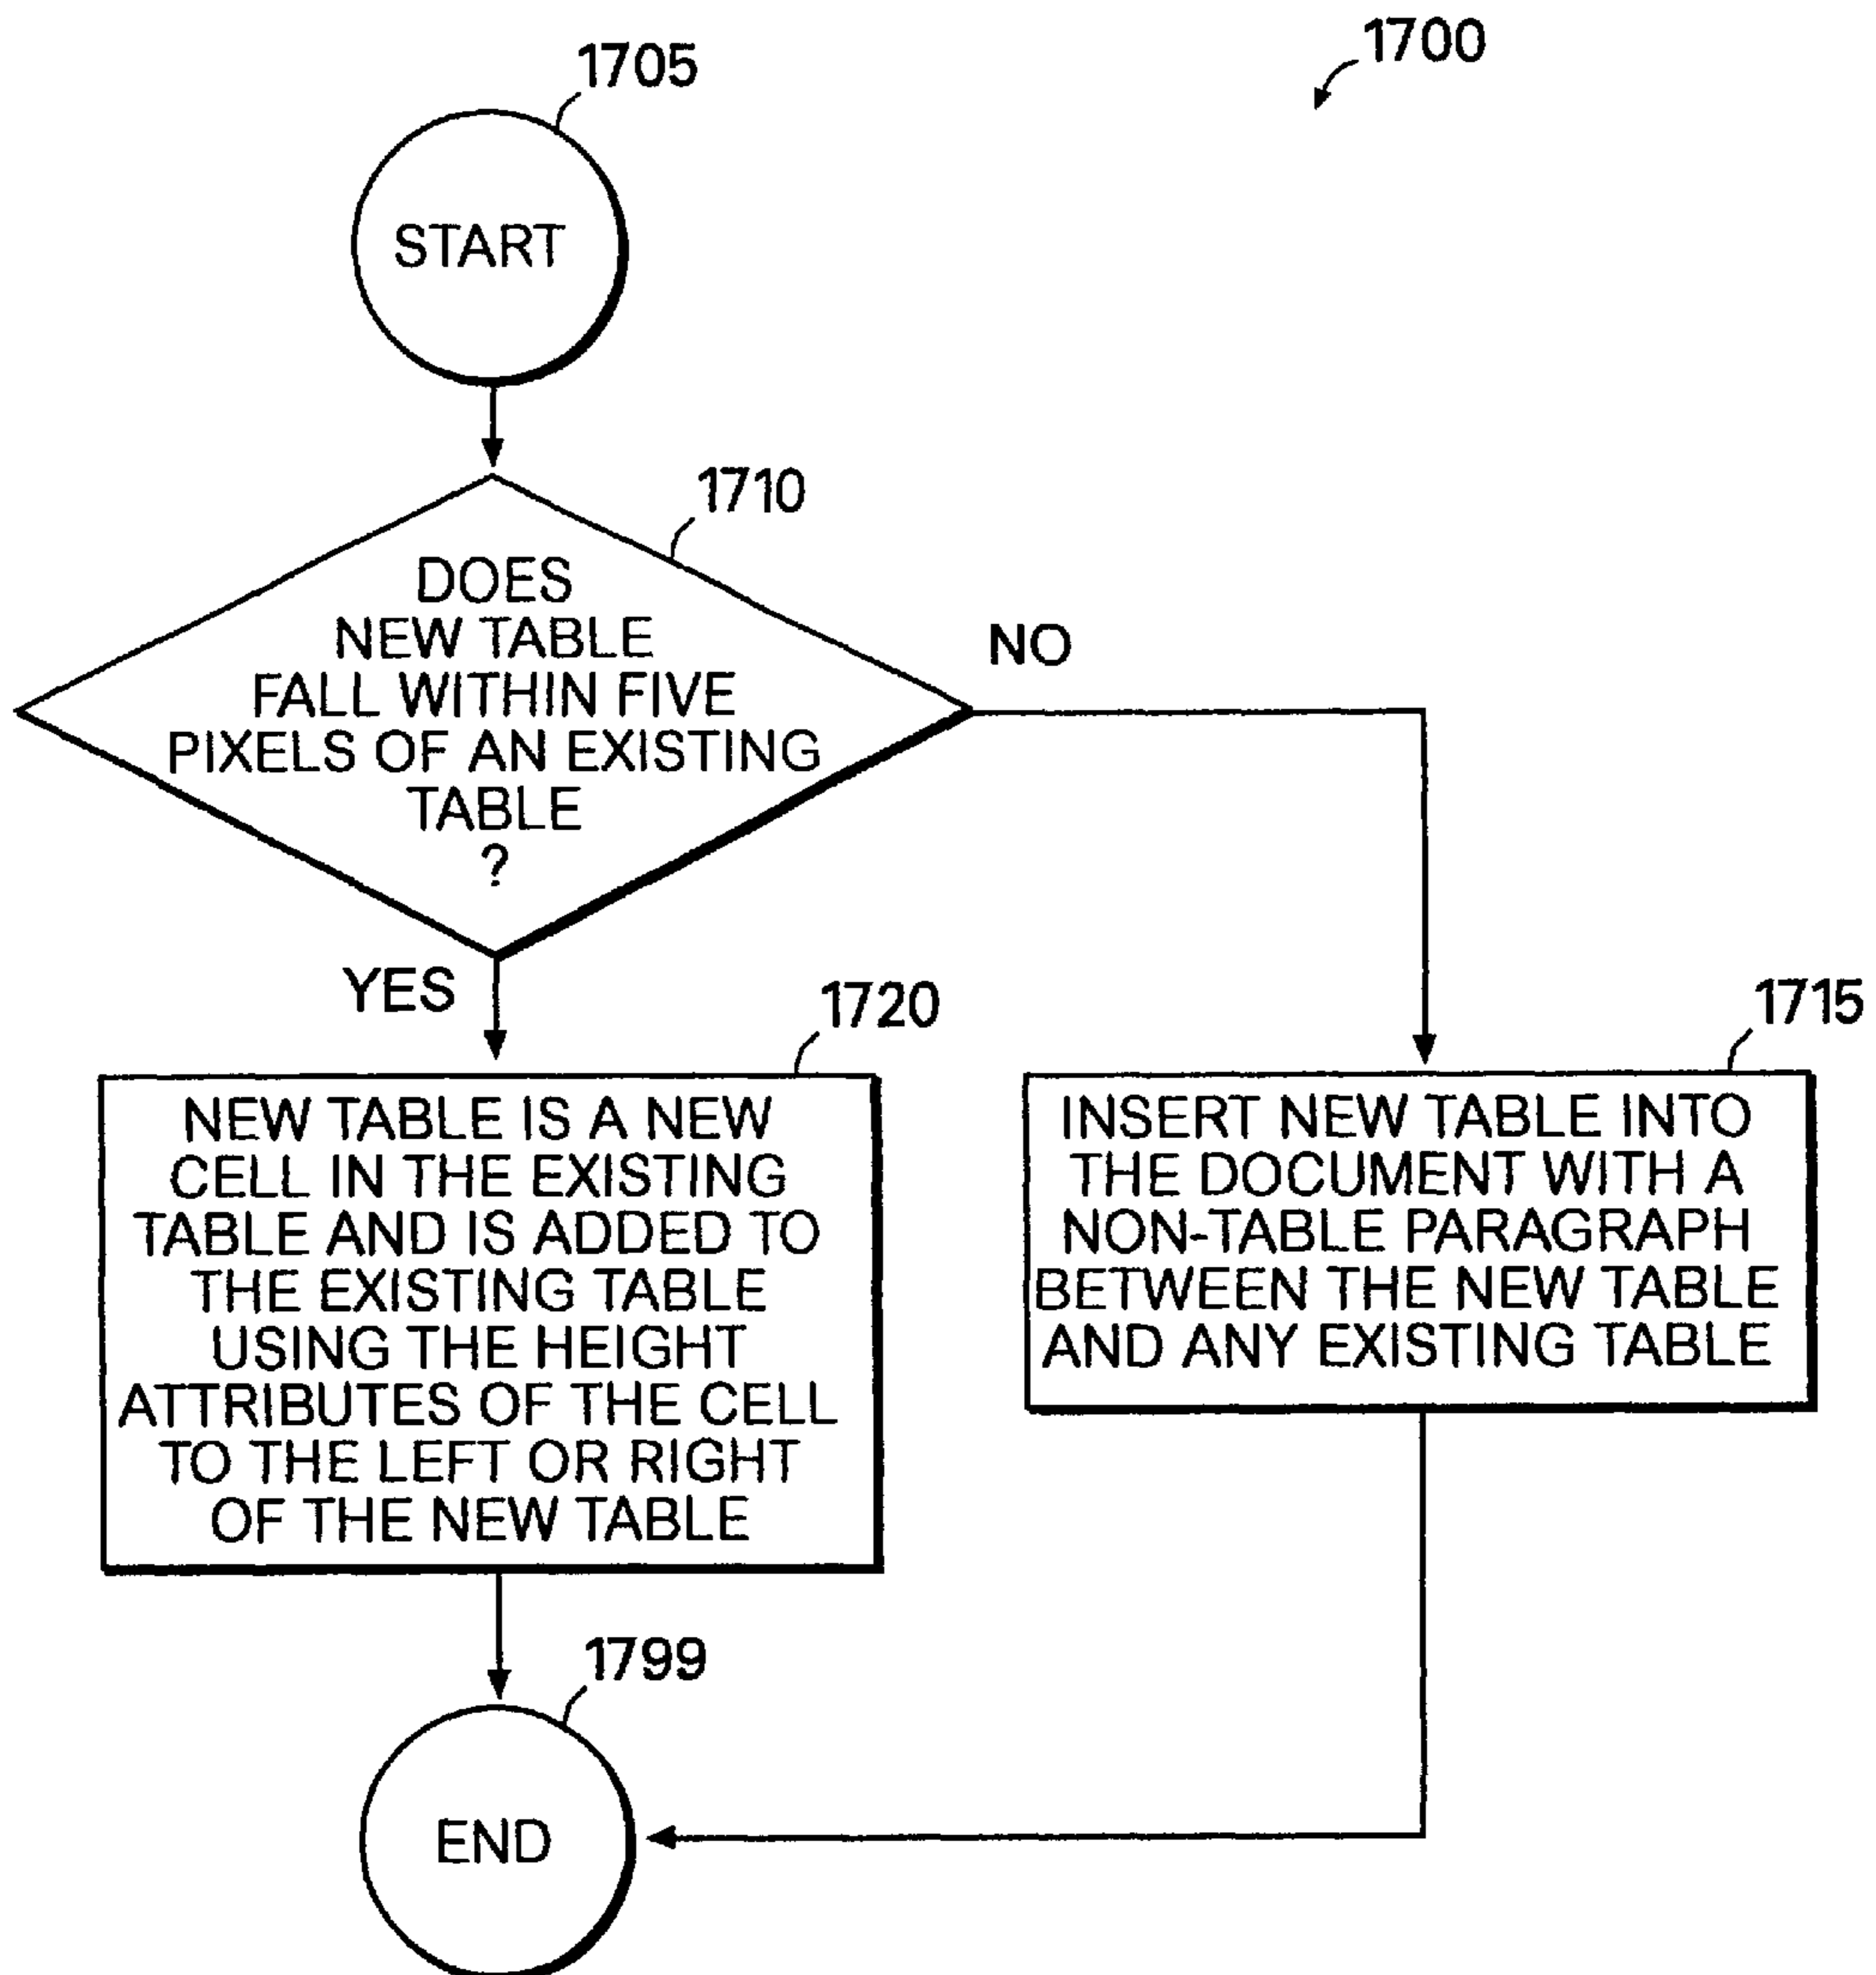 1700
1705
START
1710
DOES
NEW TABLE
FALL WITHIN FIVE
PIXELS OF AN EXISTING
TABLE
?
NO
YES
1720
NEW TABLE IS A NEW
CELL IN THE EXISTING
TABLE AND IS ADDED TO
THE EXISTING TABLE
USING THE HEIGHT
ATTRIBUTES OF THE CELL
TO THE LEFT OR RIGHT
OF THE NEW TABLE
1715
INSERT NEW TABLE INTO
THE DOCUMENT WITH A
NON-TABLE PARAGRAPH
BETWEEN THE NEW TABLE
AND ANY EXISTING TABLE
1799
END